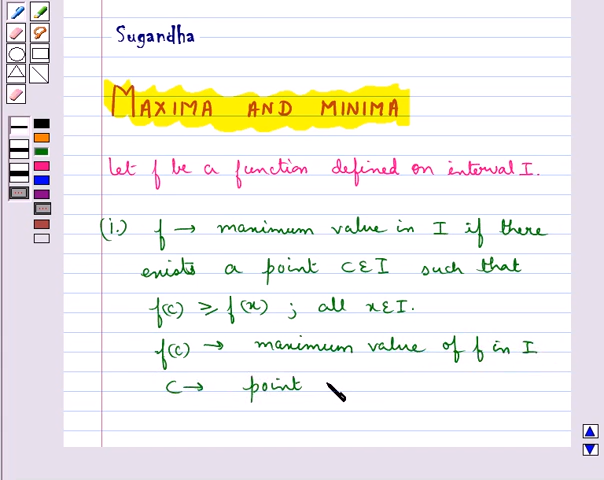 Sugandha
MAXIMA AND MINIMA
Let f be a function defined on interval I.
(i.) f → maximum value in I if there
exists a point C ε I such that
f(c) ≥ f(x) ; all x ε I.
f(c) → maximum value of f in I
C → point